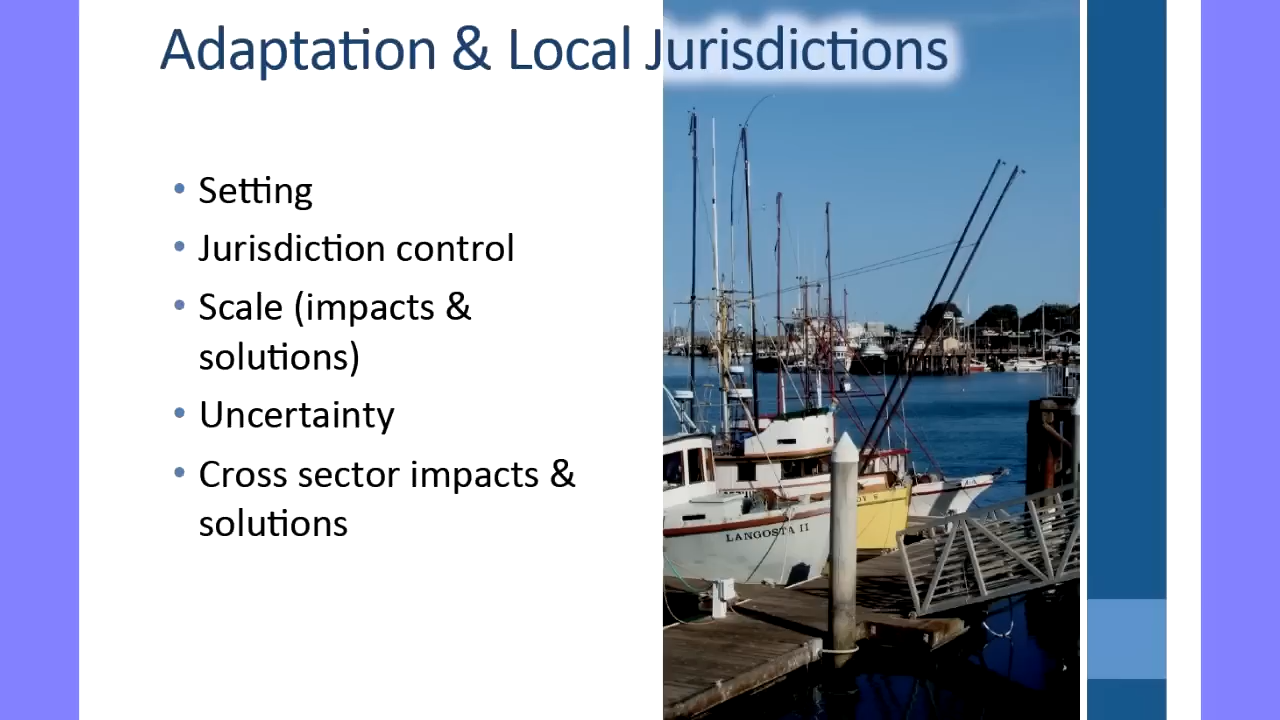 Adaptation & Local Jurisdictions
• Setting
• Jurisdiction control
• Scale (impacts &
solutions)
• Uncertainty
• Cross sector impacts &
solutions
LANGOSTA II